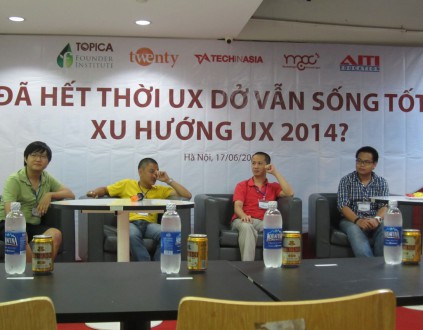 TOPICA
FOUNDER
INSTITUTE
twenty
TECHINASIA
AITI
EDUCATION
ĐÃ HẾT THỜI UX DỞ VẪN SỐNG TỐT
XU HƯỚNG UX 2014?
Hà Nội, 17/06/20